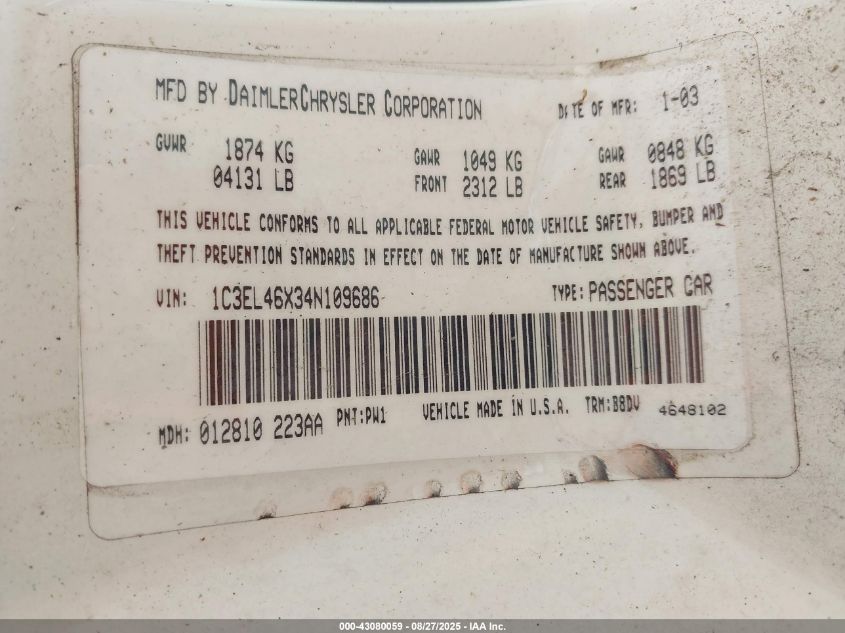 MFD BY DAIMLERCHRYSLER CORPORATION DATE OF MFR: 1-03
GVWR 1874 KG GAWR 1049 KG GAWR 0848 KG
04131 LB FRONT 2312 LB REAR 1869 LB
THIS VEHICLE CONFORMS TO ALL APPLICABLE FEDERAL MOTOR VEHICLE SAFETY, BUMPER AND
THEFT PREVENTION STANDARDS IN EFFECT ON THE DATE OF MANUFACTURE SHOWN ABOVE.
VIN: 1C3EL46X34N109686 TYPE: PASSENGER CAR
MDH: 012810 223AA PNT:PW1 VEHICLE MADE IN U.S.A. TRM:B8DV 4648102
000-43080059 - 08/27/2025 - IAA Inc.